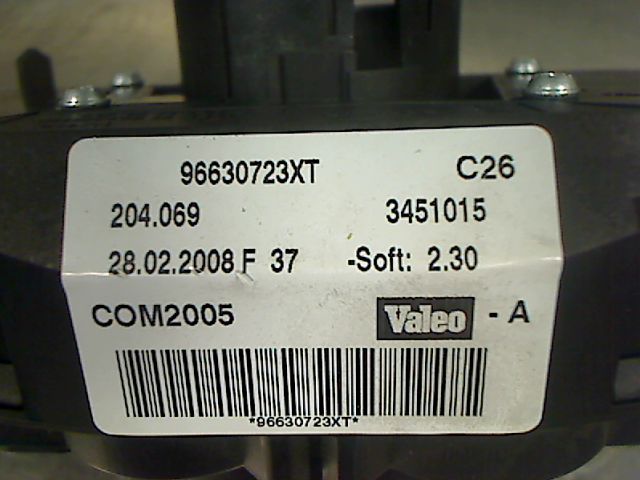 96630723XT C26
204.069 3451015
28.02.2008 F 37 -Soft: 2.30
COM2005 Valeo - A
*96630723XT*